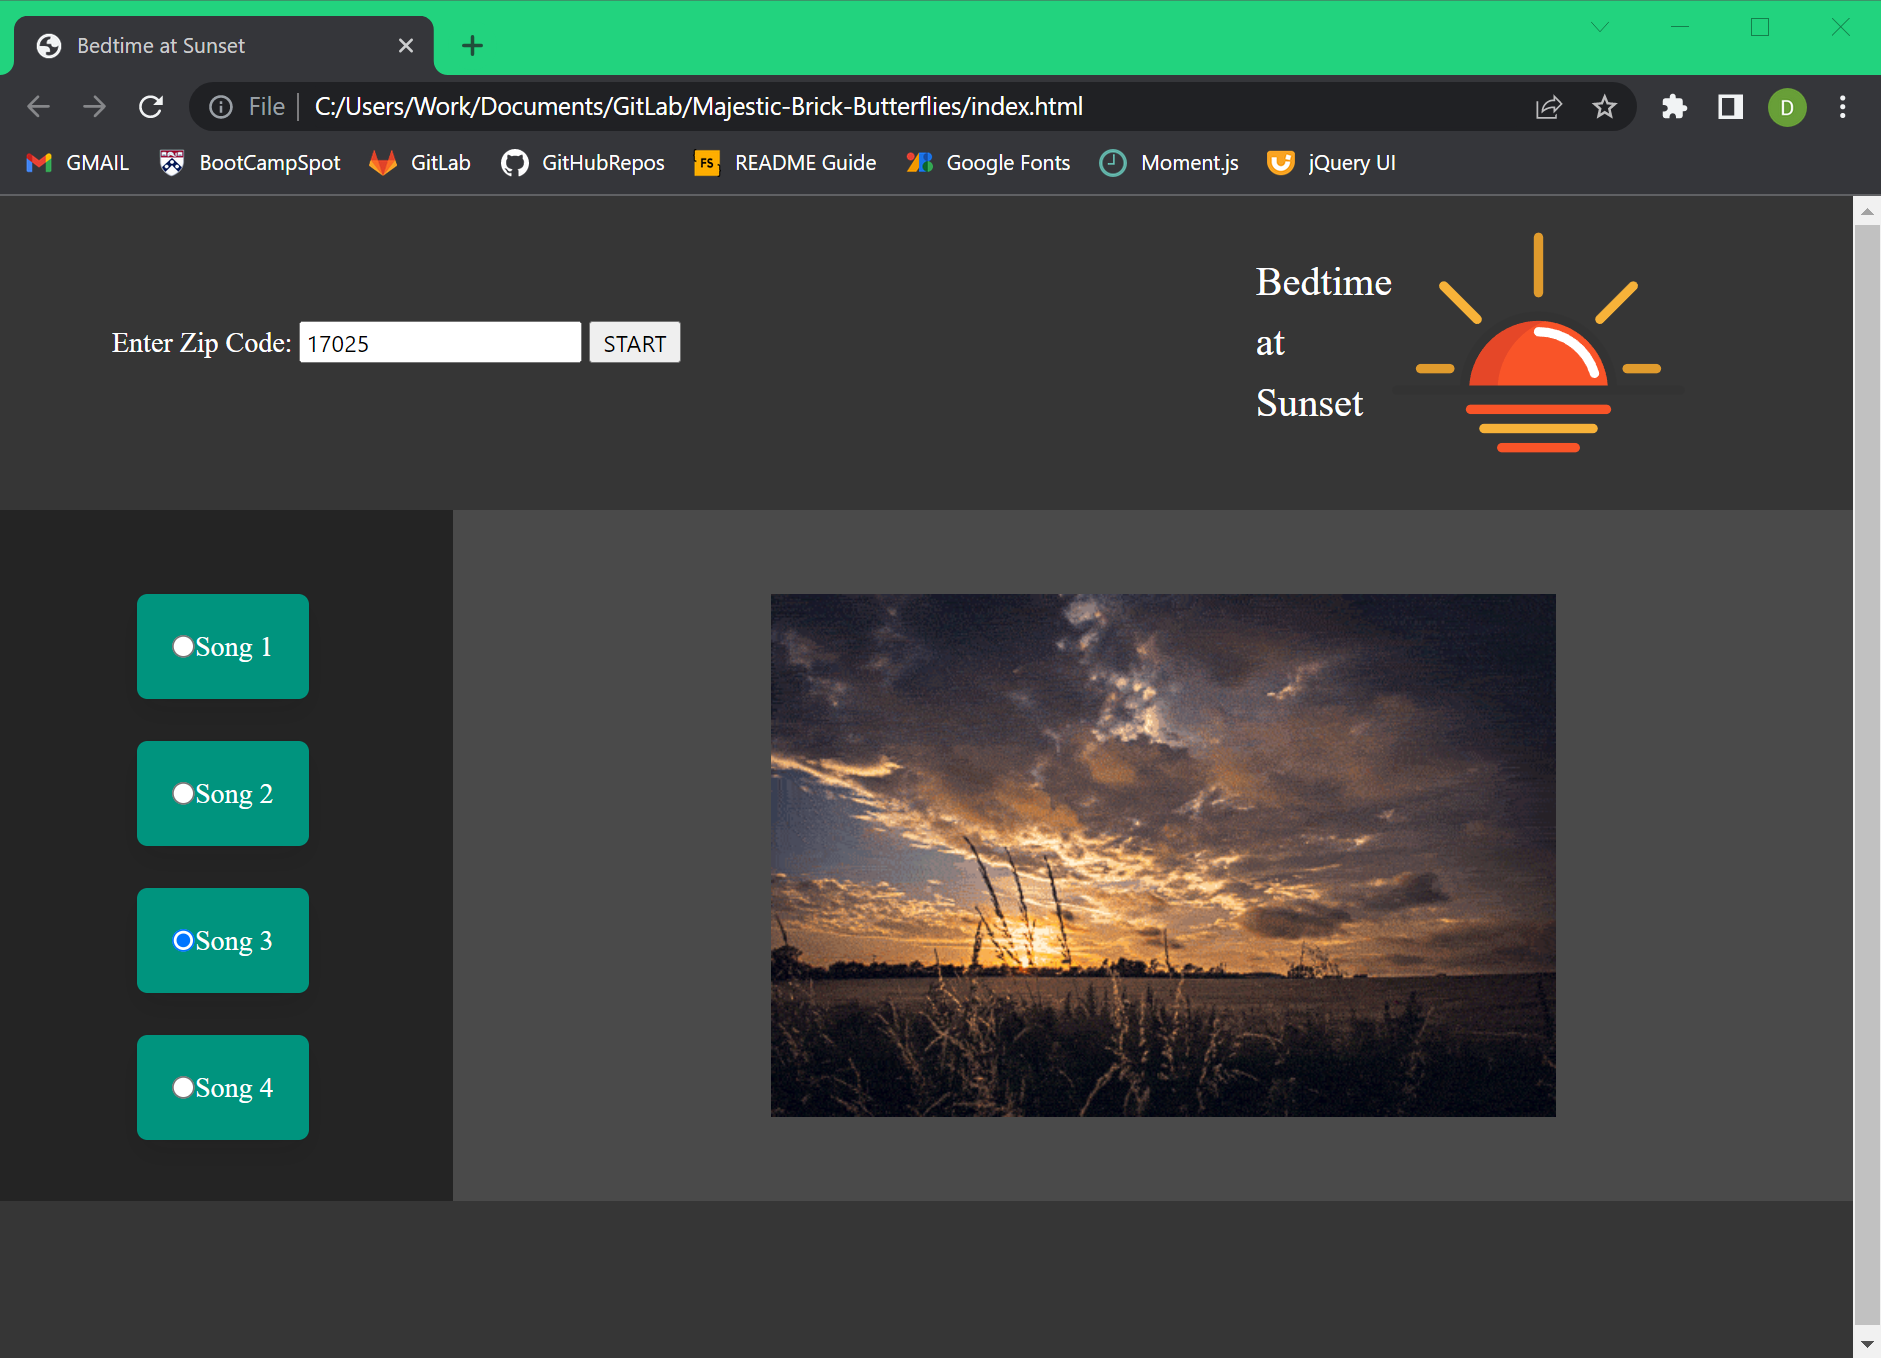 Bedtime at Sunset
File
C:/Users/Work/Documents/GitLab/Majestic-Brick-Butterflies/index.html
D
GMAIL
BootCampSpot
GitLab
GitHubRepos
FS
README Guide
Google Fonts
Moment.js
jQuery UI
Enter Zip Code: 17025 START
Bedtime
at
Sunset
Song 1
Song 2
Song 3
Song 4